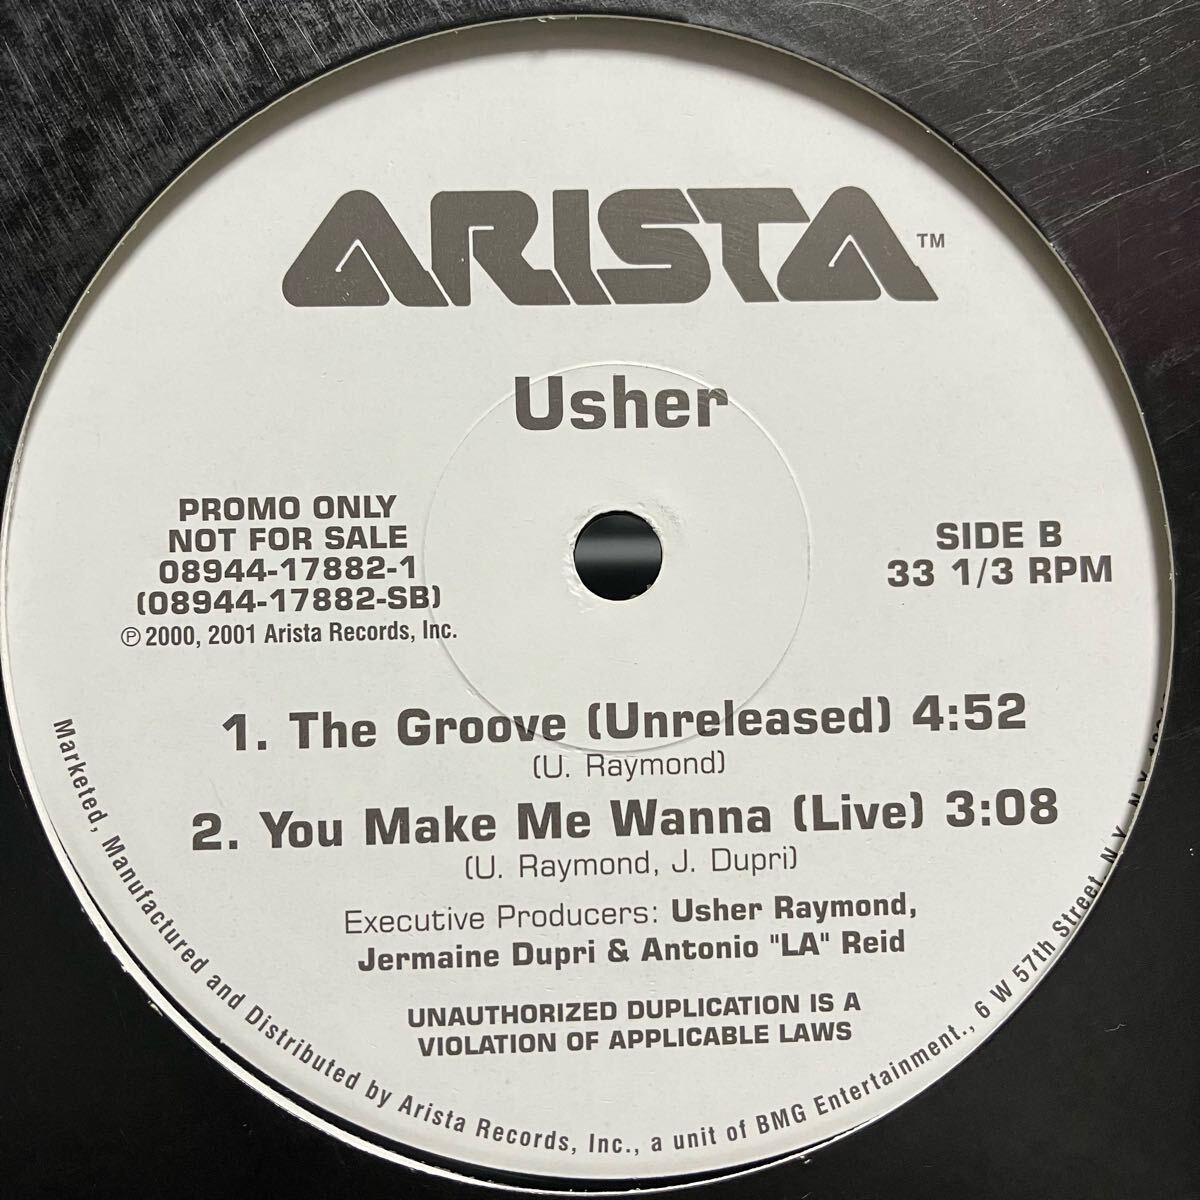 ARISTA™
Usher
PROMO ONLY
NOT FOR SALE
08944-17882-1
(08944-17882-SB)
℗ 2000, 2001 Arista Records, Inc.
SIDE B
33 1/3 RPM
1. The Groove (Unreleased) 4:52
(U. Raymond)
2. You Make Me Wanna (Live) 3:08
(U. Raymond, J. Dupri)
Executive Producers: Usher Raymond,
Jermaine Dupri & Antonio "LA" Reid
UNAUTHORIZED DUPLICATION IS A
VIOLATION OF APPLICABLE LAWS
Marketed, Manufactured and Distributed by Arista Records, Inc., a unit of BMG Entertainment., 6 W 57th Street, N.Y. N.Y.